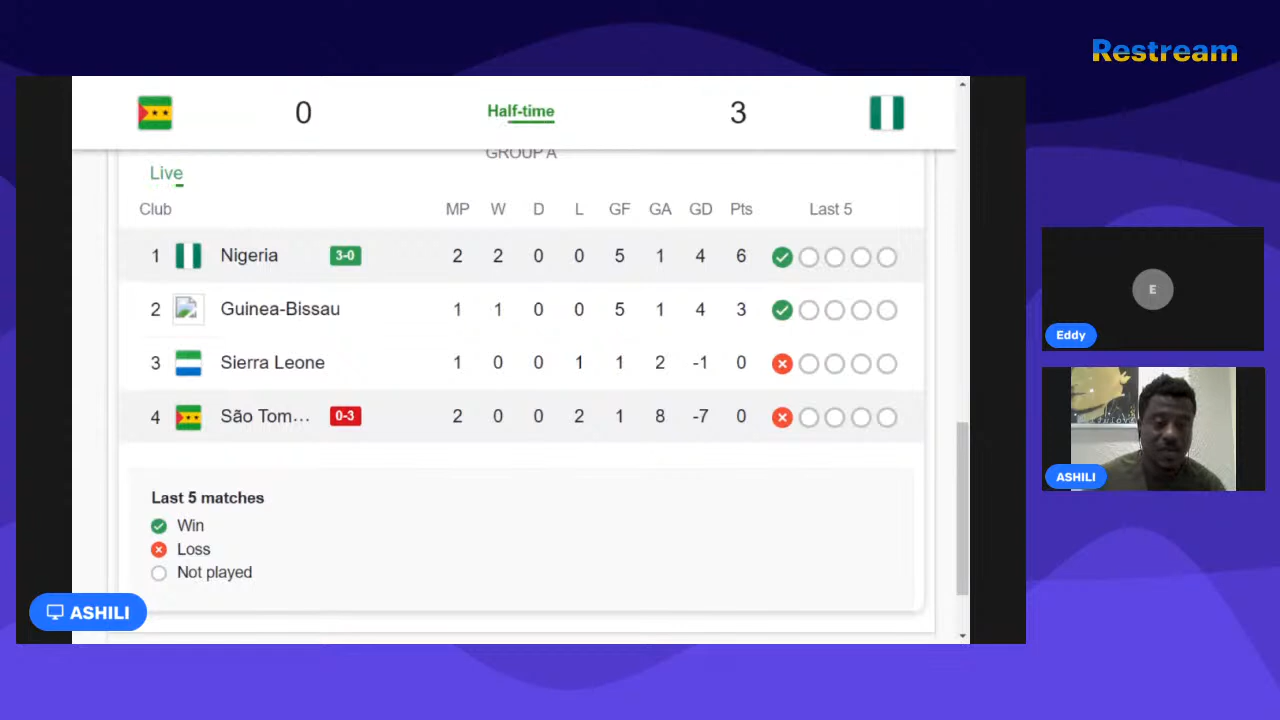 Restream
0 Half-time 3
GROUP A
Live
Club MP W D L GF GA GD Pts Last 5
1 Nigeria 3-0 2 2 0 0 5 1 4 6
2 Guinea-Bissau 1 1 0 0 5 1 4 3
3 Sierra Leone 1 0 0 1 1 2 -1 0
4 São Tom... 0-3 2 0 0 2 1 8 -7 0
Last 5 matches
Win
Loss
Not played
ASHILI
E
Eddy
ASHILI